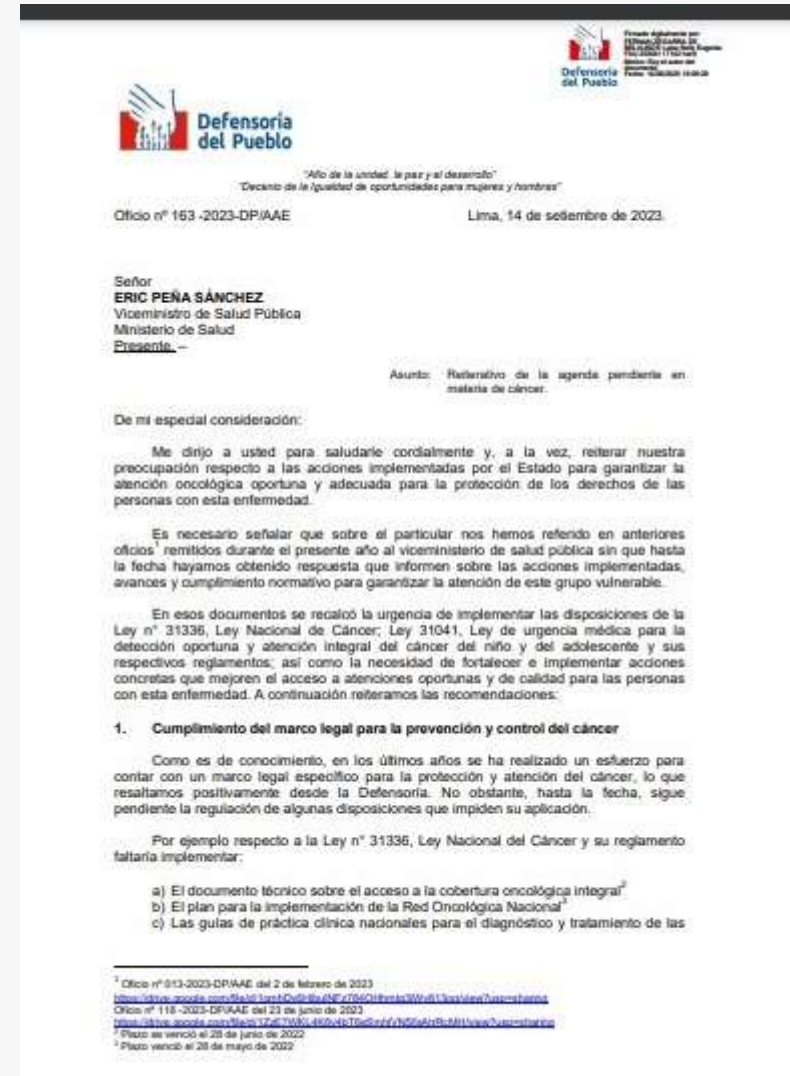 Firmado digitalmente por:
Defensoría
del Pueblo
Defensoría
del Pueblo
"Año de la unidad, la paz y el desarrollo"
"Decenio de la Igualdad de oportunidades para mujeres y hombres"
Oficio nº 163 -2023-DP/AAE
Lima, 14 de setiembre de 2023.
Señor
ERIC PEÑA SÁNCHEZ
Viceministro de Salud Pública
Ministerio de Salud
Presente. –
Asunto: Reiterativo de la agenda pendiente en
materia de cáncer.
De mi especial consideración:
Me dirijo a usted para saludarle cordialmente y, a la vez, reiterar nuestra
preocupación respecto a las acciones implementadas por el Estado para garantizar la
atención oncológica oportuna y adecuada para la protección de los derechos de las
personas con esta enfermedad.
Es necesario señalar que sobre el particular nos hemos referido en anteriores
oficios¹ remitidos durante el presente año al viceministerio de salud pública sin que hasta
la fecha hayamos obtenido respuesta que informen sobre las acciones implementadas,
avances y cumplimiento normativo para garantizar la atención de este grupo vulnerable.
En esos documentos se recalcó la urgencia de implementar las disposiciones de la
Ley n° 31336, Ley Nacional de Cáncer; Ley 31041, Ley de urgencia médica para la
detección oportuna y atención integral del cáncer del niño y del adolescente y sus
respectivos reglamentos; así como la necesidad de fortalecer e implementar acciones
concretas que mejoren el acceso a atenciones oportunas y de calidad para las personas
con esta enfermedad. A continuación reiteramos las recomendaciones:
1. Cumplimiento del marco legal para la prevención y control del cáncer
Como es de conocimiento, en los últimos años se ha realizado un esfuerzo para
contar con un marco legal específico para la protección y atención del cáncer, lo que
resaltamos positivamente desde la Defensoría. No obstante, hasta la fecha, sigue
pendiente la regulación de algunas disposiciones que impiden su aplicación.
Por ejemplo respecto a la Ley n° 31336, Ley Nacional del Cáncer y su reglamento
faltaría implementar:
a) El documento técnico sobre el acceso a la cobertura oncológica integral²
b) El plan para la implementación de la Red Oncológica Nacional³
c) Las guías de práctica clínica nacionales para el diagnóstico y tratamiento de las
¹ Oficio nº 013-2023-DP/AAE del 2 de febrero de 2023
Oficio nº 118 -2023-DP/AAE del 23 de junio de 2023
² Plazo se venció el 28 de junio de 2022
³ Plazo venció el 28 de mayo de 2022